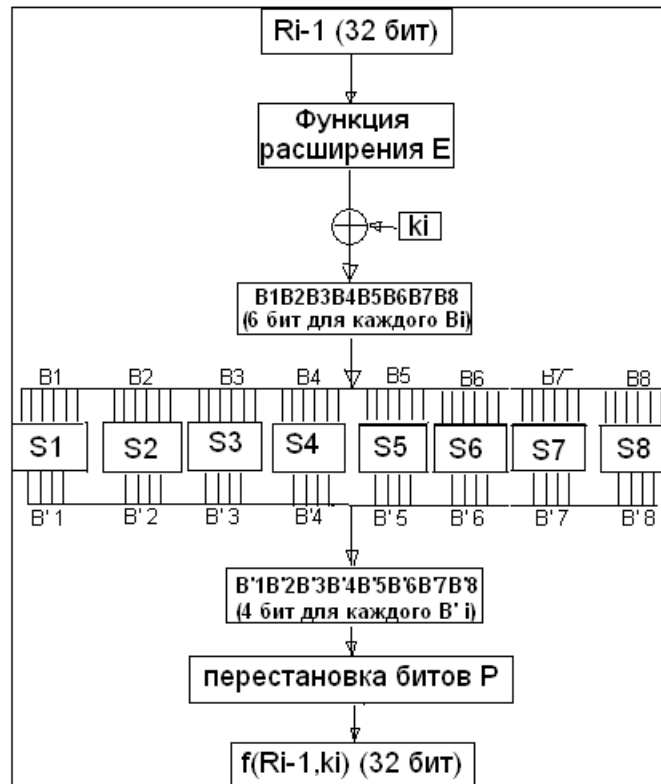 Ri-1 (32 бит)
Функция
расширения E
ki
B1B2B3B4B5B6B7B8
(6 бит для каждого Bi)
B1 B2 B3 B4 B5 B6 B7 B8
S1 S2 S3 S4 S5 S6 S7 S8
B'1 B'2 B'3 B'4 B'5 B'6 B'7 B'8
B'1B'2B'3B'4B'5B'6B'7B'8
(4 бит для каждого B' i)
перестановка битов P
f(Ri-1,ki) (32 бит)